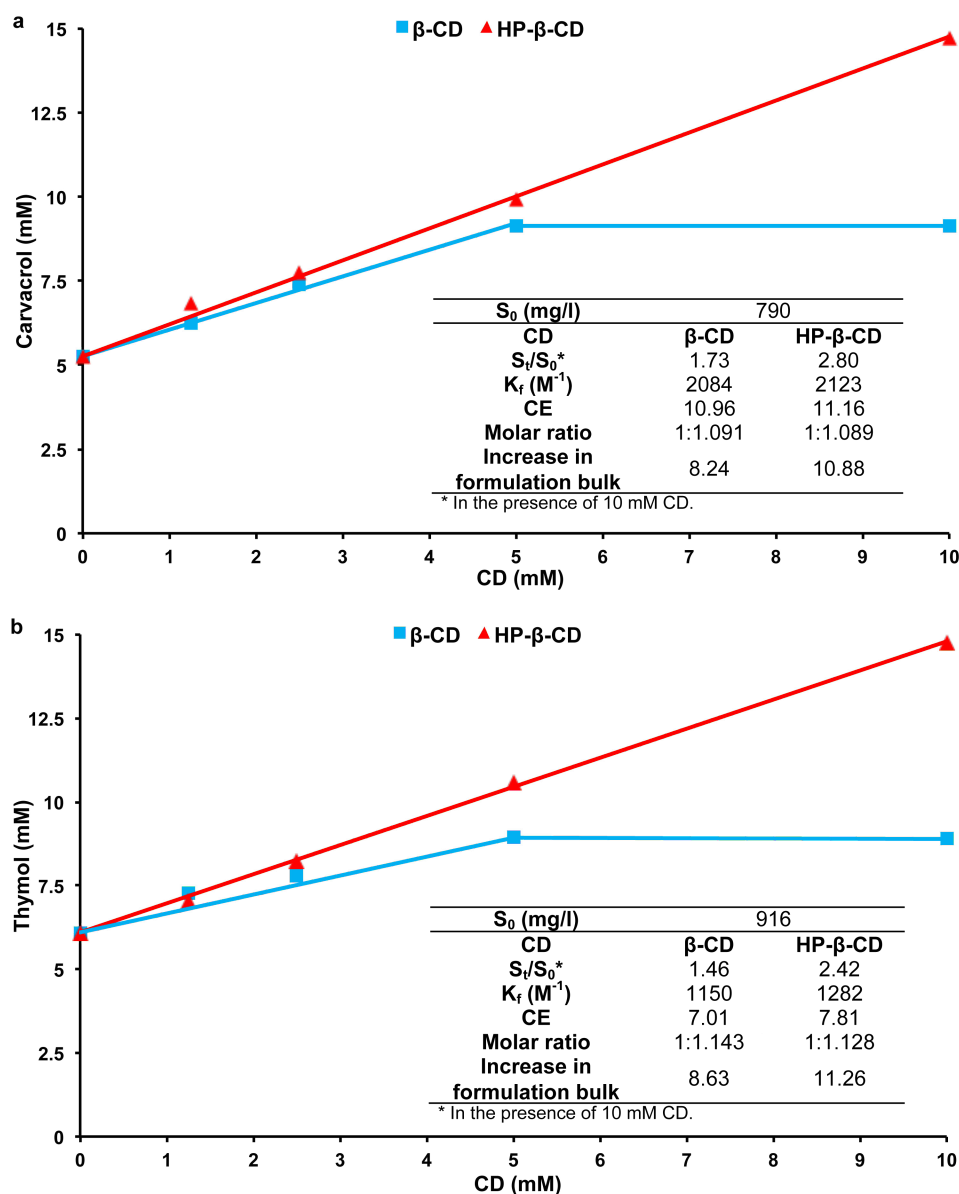 a
β-CD HP-β-CD
15
12.5
10
7.5
5
2.5
0
Carvacrol (mM)
S₀ (mg/l) 790
CD β-CD HP-β-CD
Sₜ/S₀* 1.73 2.80
K_f (M⁻¹) 2084 2123
CE 10.96 11.16
Molar ratio 1:1.091 1:1.089
Increase in
formulation bulk 8.24 10.88
* In the presence of 10 mM CD.
0 1 2 3 4 5 6 7 8 9 10
CD (mM)
b
β-CD HP-β-CD
15
12.5
10
7.5
5
2.5
0
Thymol (mM)
S₀ (mg/l) 916
CD β-CD HP-β-CD
Sₜ/S₀* 1.46 2.42
K_f (M⁻¹) 1150 1282
CE 7.01 7.81
Molar ratio 1:1.143 1:1.128
Increase in
formulation bulk 8.63 11.26
* In the presence of 10 mM CD.
0 1 2 3 4 5 6 7 8 9 10
CD (mM)